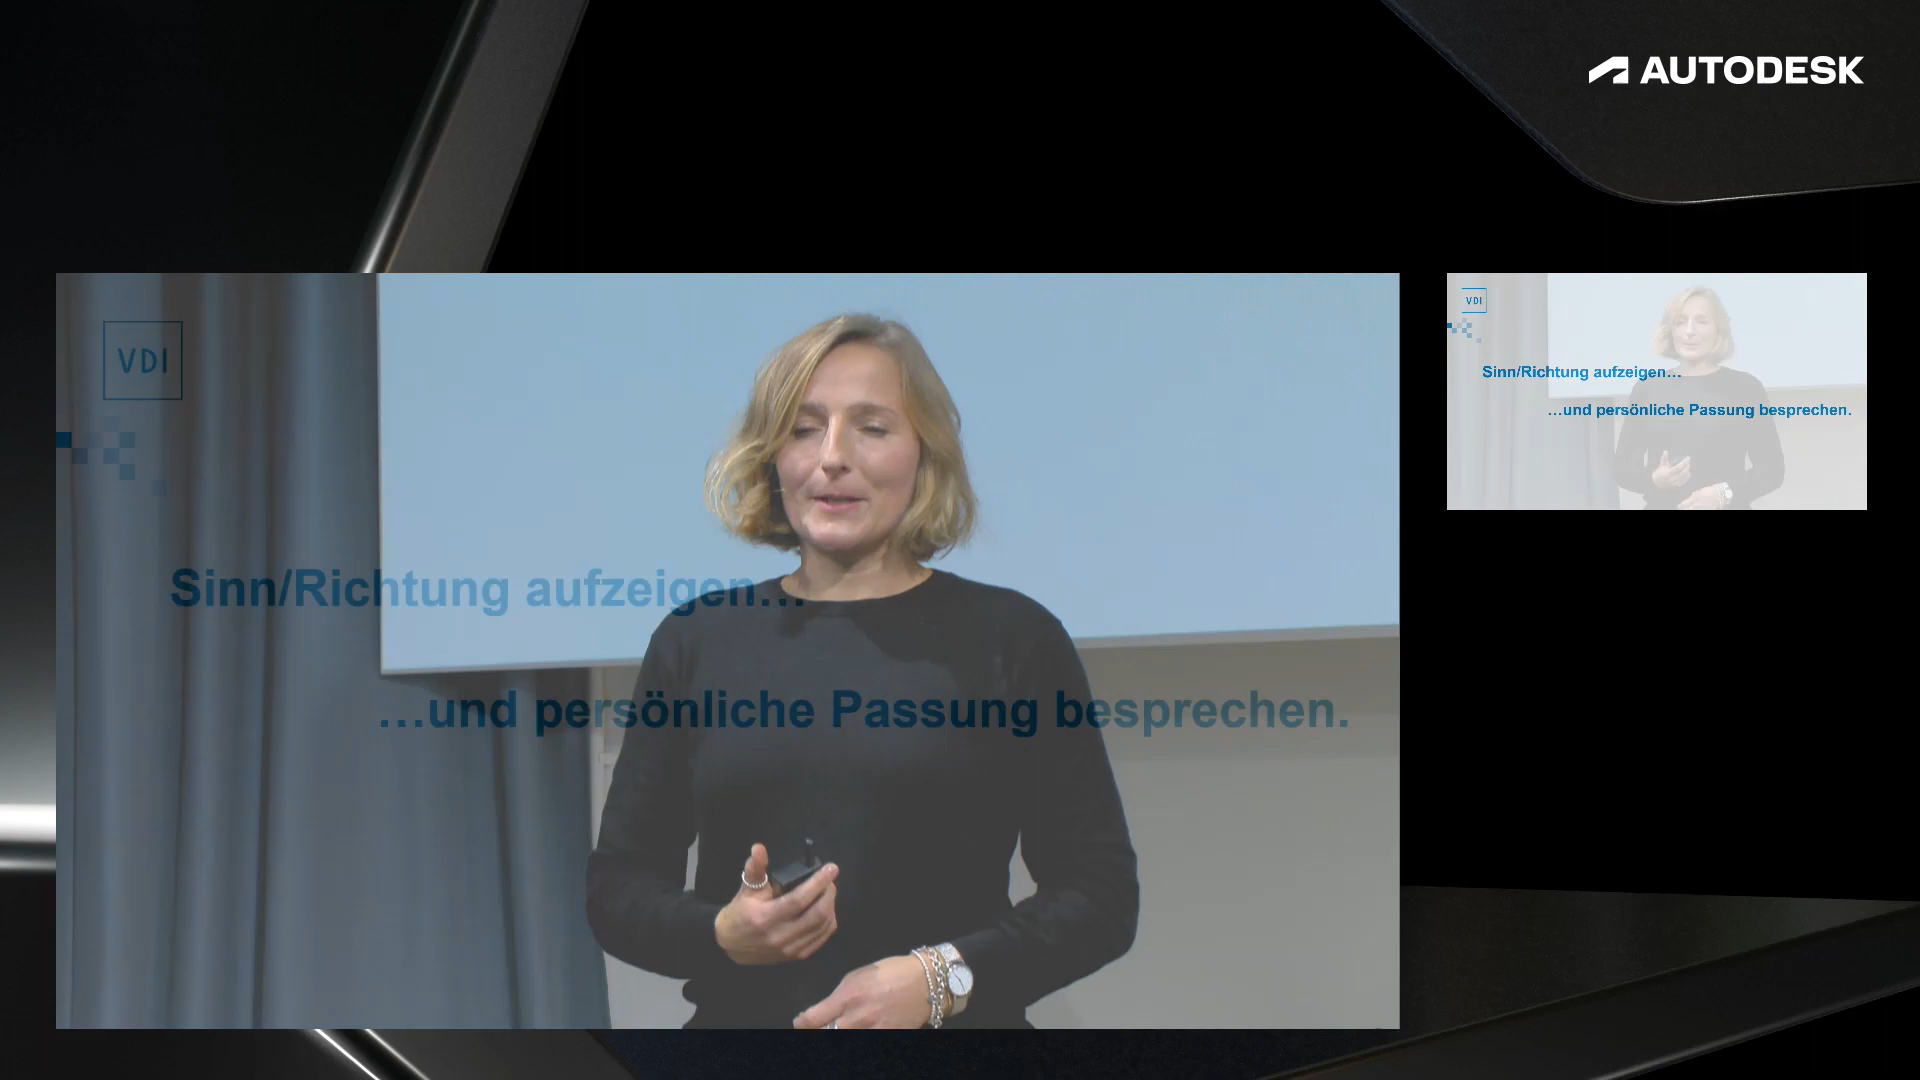 AUTODESK
VDI
Sinn/Richtung aufzeigen...
...und persönliche Passung besprechen.
VDI
Sinn/Richtung aufzeigen...
...und persönliche Passung besprechen.